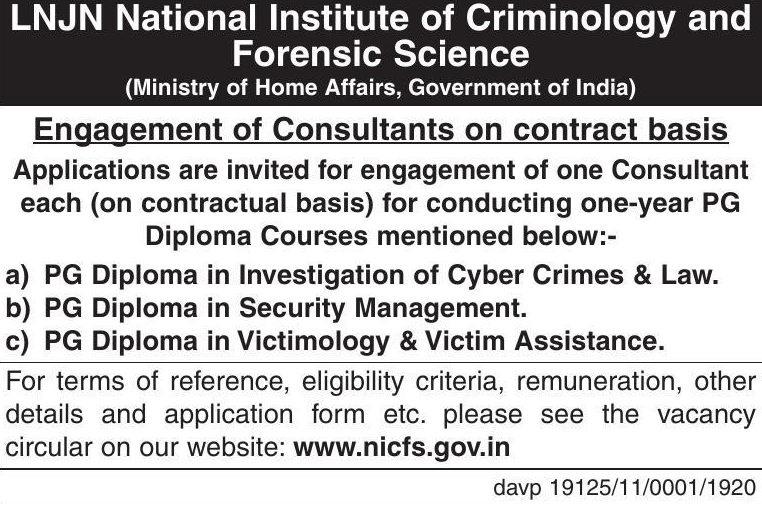 LNJN National Institute of Criminology and
Forensic Science
(Ministry of Home Affairs, Government of India)
Engagement of Consultants on contract basis
Applications are invited for engagement of one Consultant
each (on contractual basis) for conducting one-year PG
Diploma Courses mentioned below:-
a) PG Diploma in Investigation of Cyber Crimes & Law.
b) PG Diploma in Security Management.
c) PG Diploma in Victimology & Victim Assistance.
For terms of reference, eligibility criteria, remuneration, other
details and application form etc. please see the vacancy
circular on our website: www.nicfs.gov.in
davp 19125/11/0001/1920